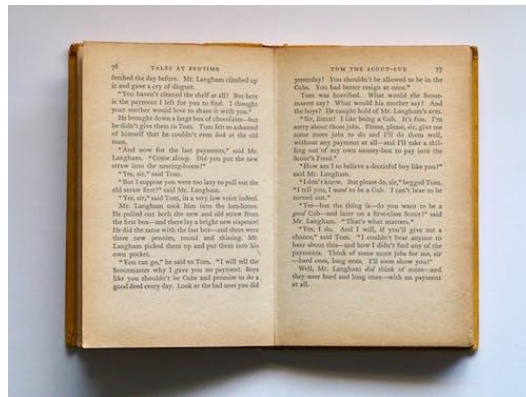 76 TALES AT BEDTIME
fetched the day before. Mr. Langham climbed up
it and gave a cry of disgust.
"You haven't cleaned the shelf at all! But here
is the payment I left for you to find. I thought
your mother would love to share it with you."
He brought down a large box of chocolates—but
he didn't give them to Tom. Tom felt so ashamed
of himself that he couldn't even look at the old
man.
"And now for the last payments," said Mr.
Langham. "Come along. Did you put the new
straw into the nesting-boxes?"
"Yes, sir," said Tom.
"But I suppose you were too lazy to pull out the
old straw first?" said Mr. Langham.
"Yes, sir," said Tom, in a very low voice indeed.
Mr. Langham took him into the hen-house.
He pulled out both the new and old straw from
the first box—and there lay a bright new sixpence!
He did the same with the last box—and there were
three new pennies, round and shining. Mr.
Langham picked them up and put them into his
own pocket.
"You can go," he said to Tom. "I will tell the
Scoutmaster why I gave you no payment. Boys
like you shouldn't be Cubs and promise to do a
good deed every day. Look at the bad ones you did
TOM THE SCOUT-CUB 77
yesterday! You shouldn't be allowed to be in the
Cubs. You had better resign at once."
Tom was horrified. What would the Scout-
master say? What would his mother say? And
the boys? He caught hold of Mr. Langham's arm.
"Sir, listen! I like being a Cub. It's fun. I'm
sorry about those jobs. Please, please, sir, give me
some more jobs to do and I'll do them well,
without any payment at all—and I'll take a shil-
ling out of my own money-box to pay into the
Scout's Fund."
"How am I to believe a deceitful boy like you?"
said Mr. Langham.
"I don't know. But please do, sir," begged Tom.
"I tell you, I want to be a Cub. I can't bear to be
turned out."
"Yes—but the thing is—do you want to be a
good Cub—and later on a first-class Scout?" said
Mr. Langham. "That's what matters."
"Yes, I do. And I will, if you'll give me a
chance," said Tom. "I couldn't bear anyone to
hear about this—and how I didn't find any of the
payments. Think of some more jobs for me, sir
—hard ones, long ones. I'll soon show you!"
Well, Mr. Langham did think of some—and
they were hard and long ones—with no payment
at all.